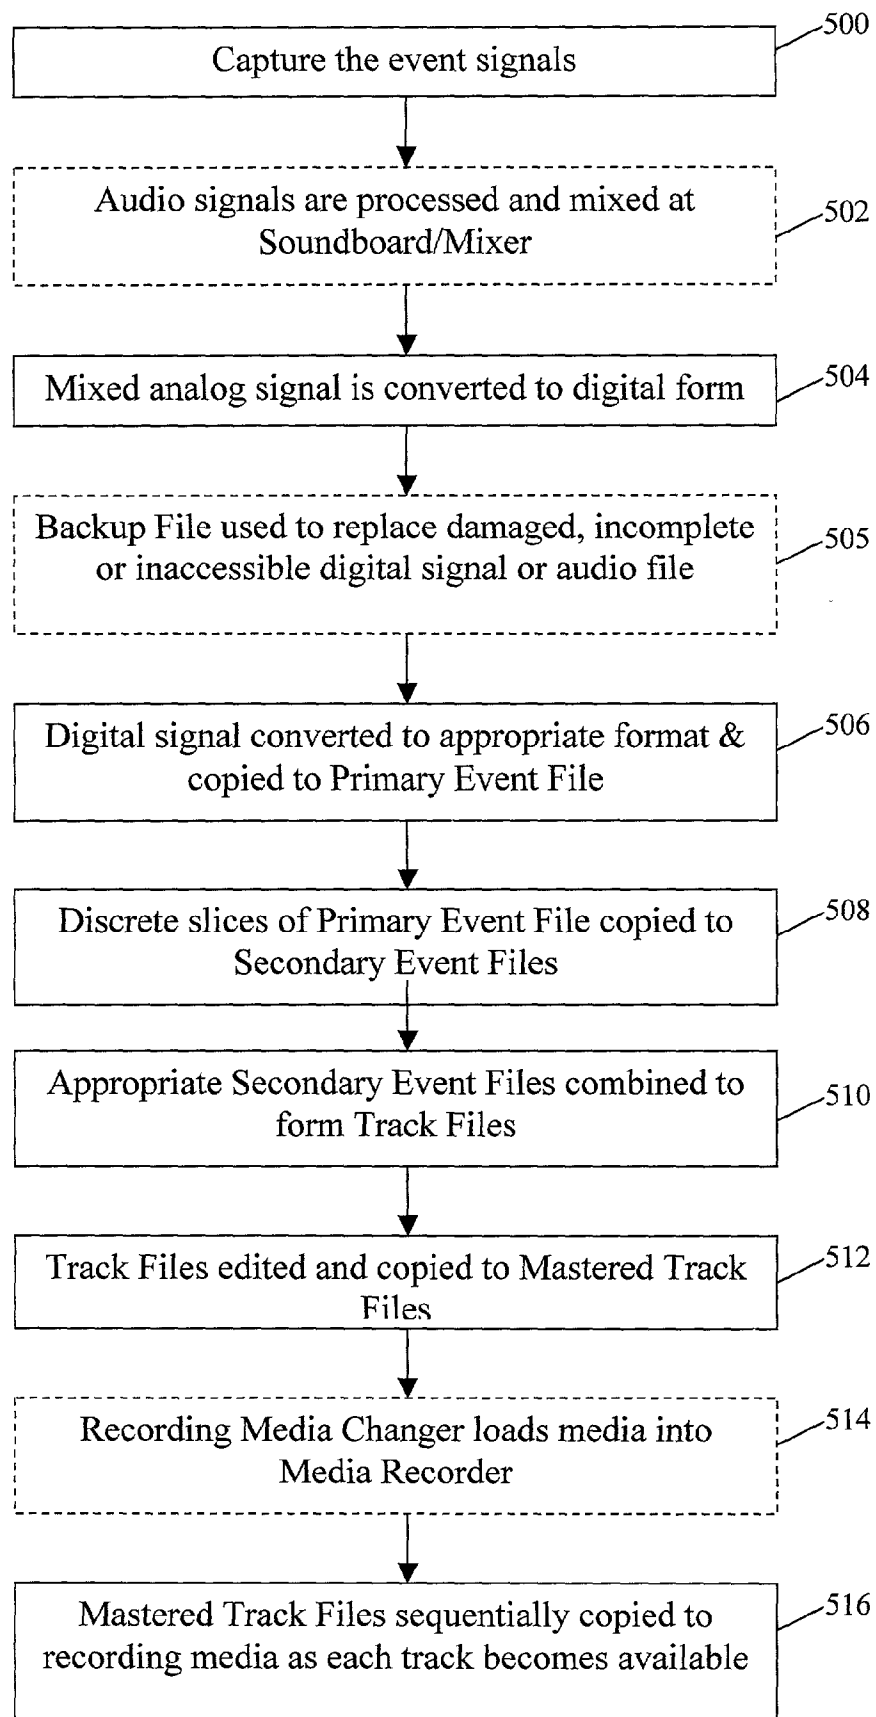 500
Capture the event signals
Audio signals are processed and mixed at
Soundboard/Mixer
502
Mixed analog signal is converted to digital form
504
Backup File used to replace damaged, incomplete
or inaccessible digital signal or audio file
505
Digital signal converted to appropriate format &
copied to Primary Event File
506
Discrete slices of Primary Event File copied to
Secondary Event Files
508
Appropriate Secondary Event Files combined to
form Track Files
510
Track Files edited and copied to Mastered Track
Files
512
Recording Media Changer loads media into
Media Recorder
514
Mastered Track Files sequentially copied to
recording media as each track becomes available
516